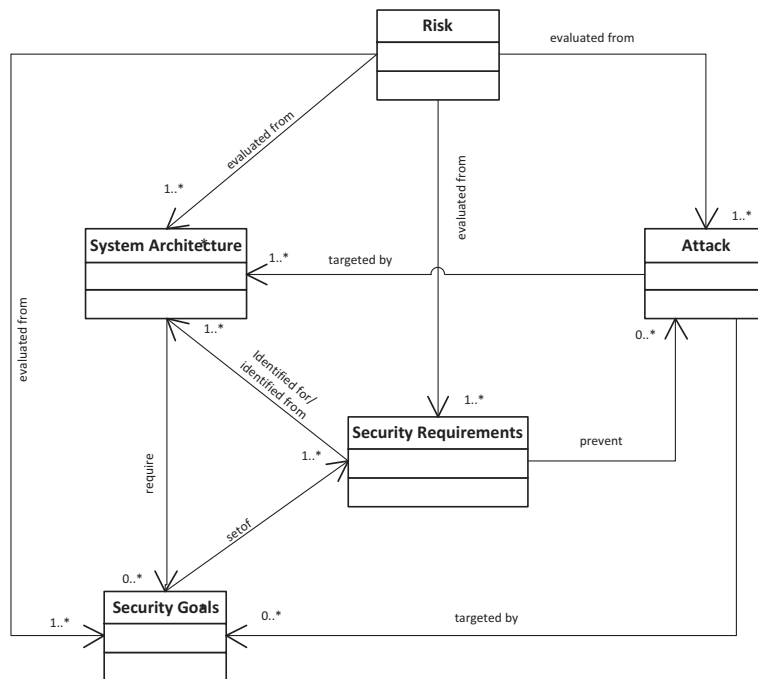 Risk
evaluated from
evaluated from
1..*
evaluated from
1..*
System Architecture*
Attack
1..*
targeted by
evaluated from
1..*
0..*
Identified for/
identified from
1..*
Security Requirements
1..*
prevent
require
setof
0..*
Security Goals*
1..*
0..*
targeted by